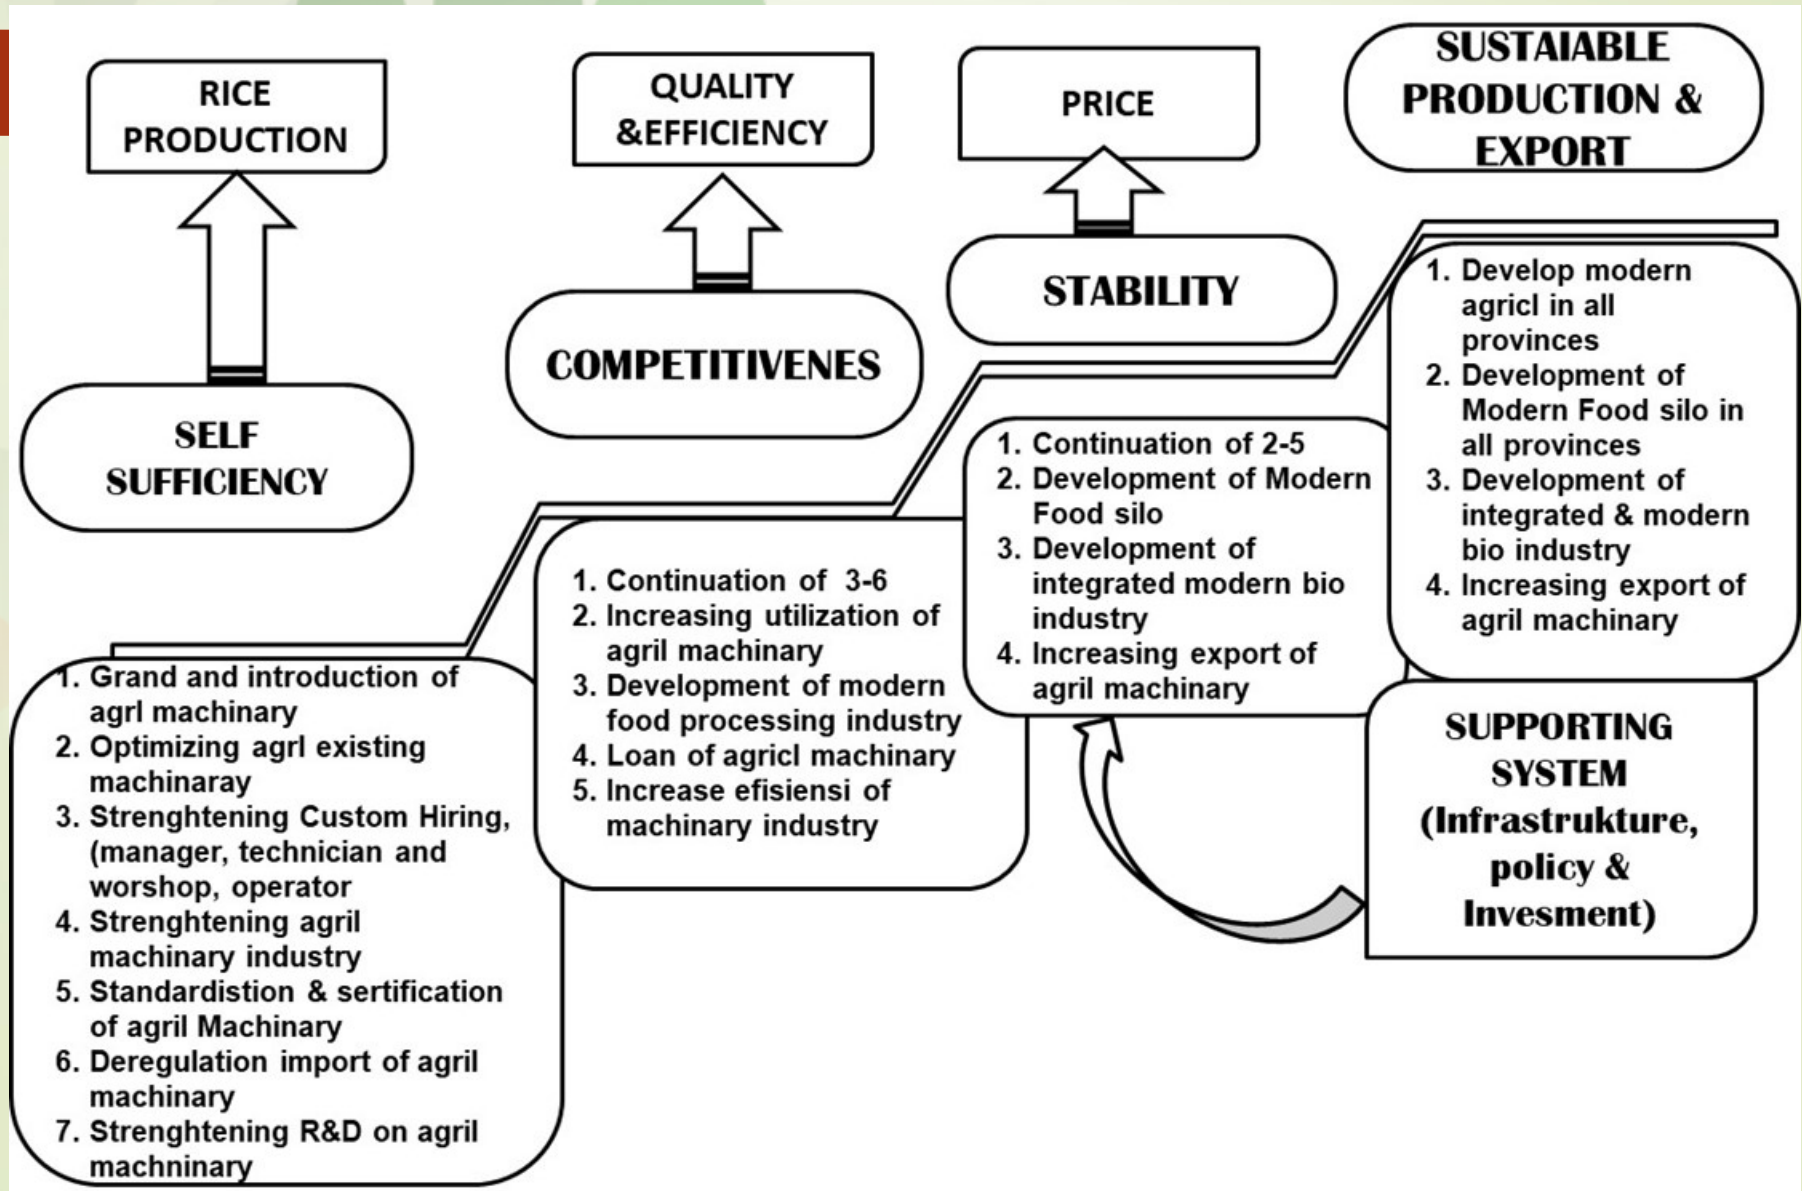 RICE
PRODUCTION
QUALITY
&EFFICIENCY
PRICE
SUSTAIABLE
PRODUCTION &
EXPORT
SELF
SUFFICIENCY
COMPETITIVENES
STABILITY
1. Grand and introduction of
agrl machinary
2. Optimizing agrl existing
machinaray
3. Strenghtening Custom Hiring,
(manager, technician and
worshop, operator
4. Strenghtening agril
machinary industry
5. Standardistion & sertification
of agril Machinary
6. Deregulation import of agril
machinary
7. Strenghtening R&D on agril
machninary
1. Continuation of 3-6
2. Increasing utilization of
agril machinary
3. Development of modern
food processing industry
4. Loan of agricl machinary
5. Increase efisiensi of
machinary industry
1. Continuation of 2-5
2. Development of Modern
Food silo
3. Development of
integrated modern bio
industry
4. Increasing export of
agril machinary
1. Develop modern
agricl in all
provinces
2. Development of
Modern Food silo in
all provinces
3. Development of
integrated & modern
bio industry
4. Increasing export of
agril machinary
SUPPORTING
SYSTEM
(Infrastrukture,
policy &
Invesment)